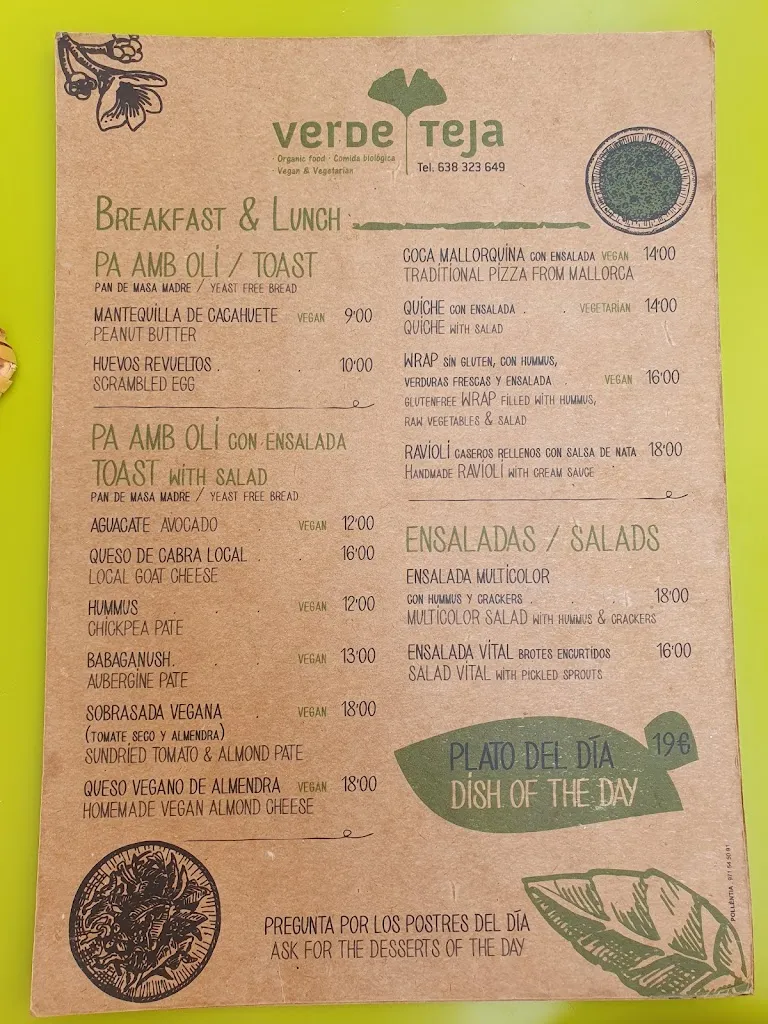 verDe Teja
Organic food · Comida biológica
· Vegan & Vegetarian
Tel. 638 323 649
BREAKFAST & LUNCH
PA AMB OLI / TOAST
PAN DE MASA MADRE / YEAST FREE BREAD
MANTEQUILLA DE CACAHUETE VEGAN 9'00
PEANUT BUTTER
HUEVOS REVUELTOS . . . 10'00
SCRAMBLED EGG
PA AMB OLI CON ENSALADA
TOAST WITH SALAD
PAN DE MASA MADRE / YEAST FREE BREAD
AGUACATE AVOCADO . VEGAN 12'00
QUESO DE CABRA LOCAL . . 16'00
LOCAL GOAT CHEESE
HUMMUS . . . VEGAN 12'00
CHICKPEA PATE
BABAGANUSH. . . VEGAN 13'00
AUBERGINE PATE
SOBRASADA VEGANA . VEGAN 18'00
(TOMATE SECO Y ALMENDRA)
SUNDRIED TOMATO & ALMOND PATE
QUESO VEGANO DE ALMENDRA VEGAN 18'00
HOMEMADE VEGAN ALMOND CHEESE
COCA MALLORQUINA CON ENSALADA VEGAN 14'00
TRADITIONAL PIZZA FROM MALLORCA
QUICHE CON ENSALADA . . VEGETARIAN 14'00
QUICHE WITH SALAD
WRAP SIN GLUTEN, CON HUMMUS,
VERDURAS FRESCAS Y ENSALADA . VEGAN 16'00
GLUTENFREE WRAP FILLED WITH HUMMUS,
RAW VEGETABLES & SALAD
RAVIOLI CASEROS RELLENOS CON SALSA DE NATA 18'00
HANDMADE RAVIOLI WITH CREAM SAUCE
ENSALADAS / SALADS
ENSALADA MULTICOLOR
CON HUMMUS Y CRACKERS . . . 18'00
MULTICOLOR SALAD WITH HUMMUS & CRACKERS
ENSALADA VITAL BROTES ENCURTIDOS 16'00
SALAD VITAL WITH PICKLED SPROUTS
PLATO DEL DÍA 19€
DISH OF THE DAY
PREGUNTA POR LOS POSTRES DEL DÍA
ASK FOR THE DESSERTS OF THE DAY
POLLENTIA 971 54 50 81